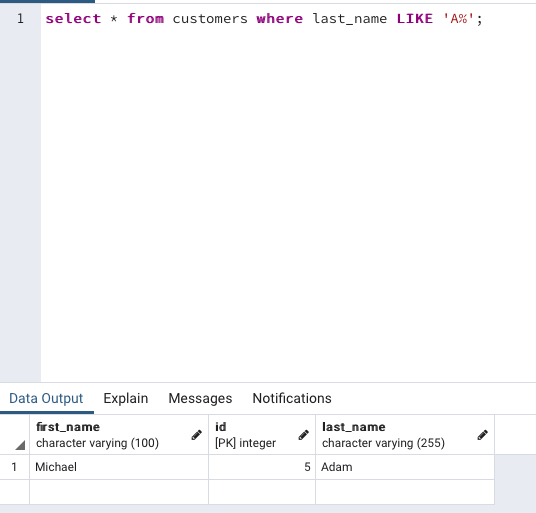 1 select * from customers where last_name LIKE 'A%';
Data Output Explain Messages Notifications
first_name id last_name
character varying (100) [PK] integer character varying (255)
1 Michael 5 Adam